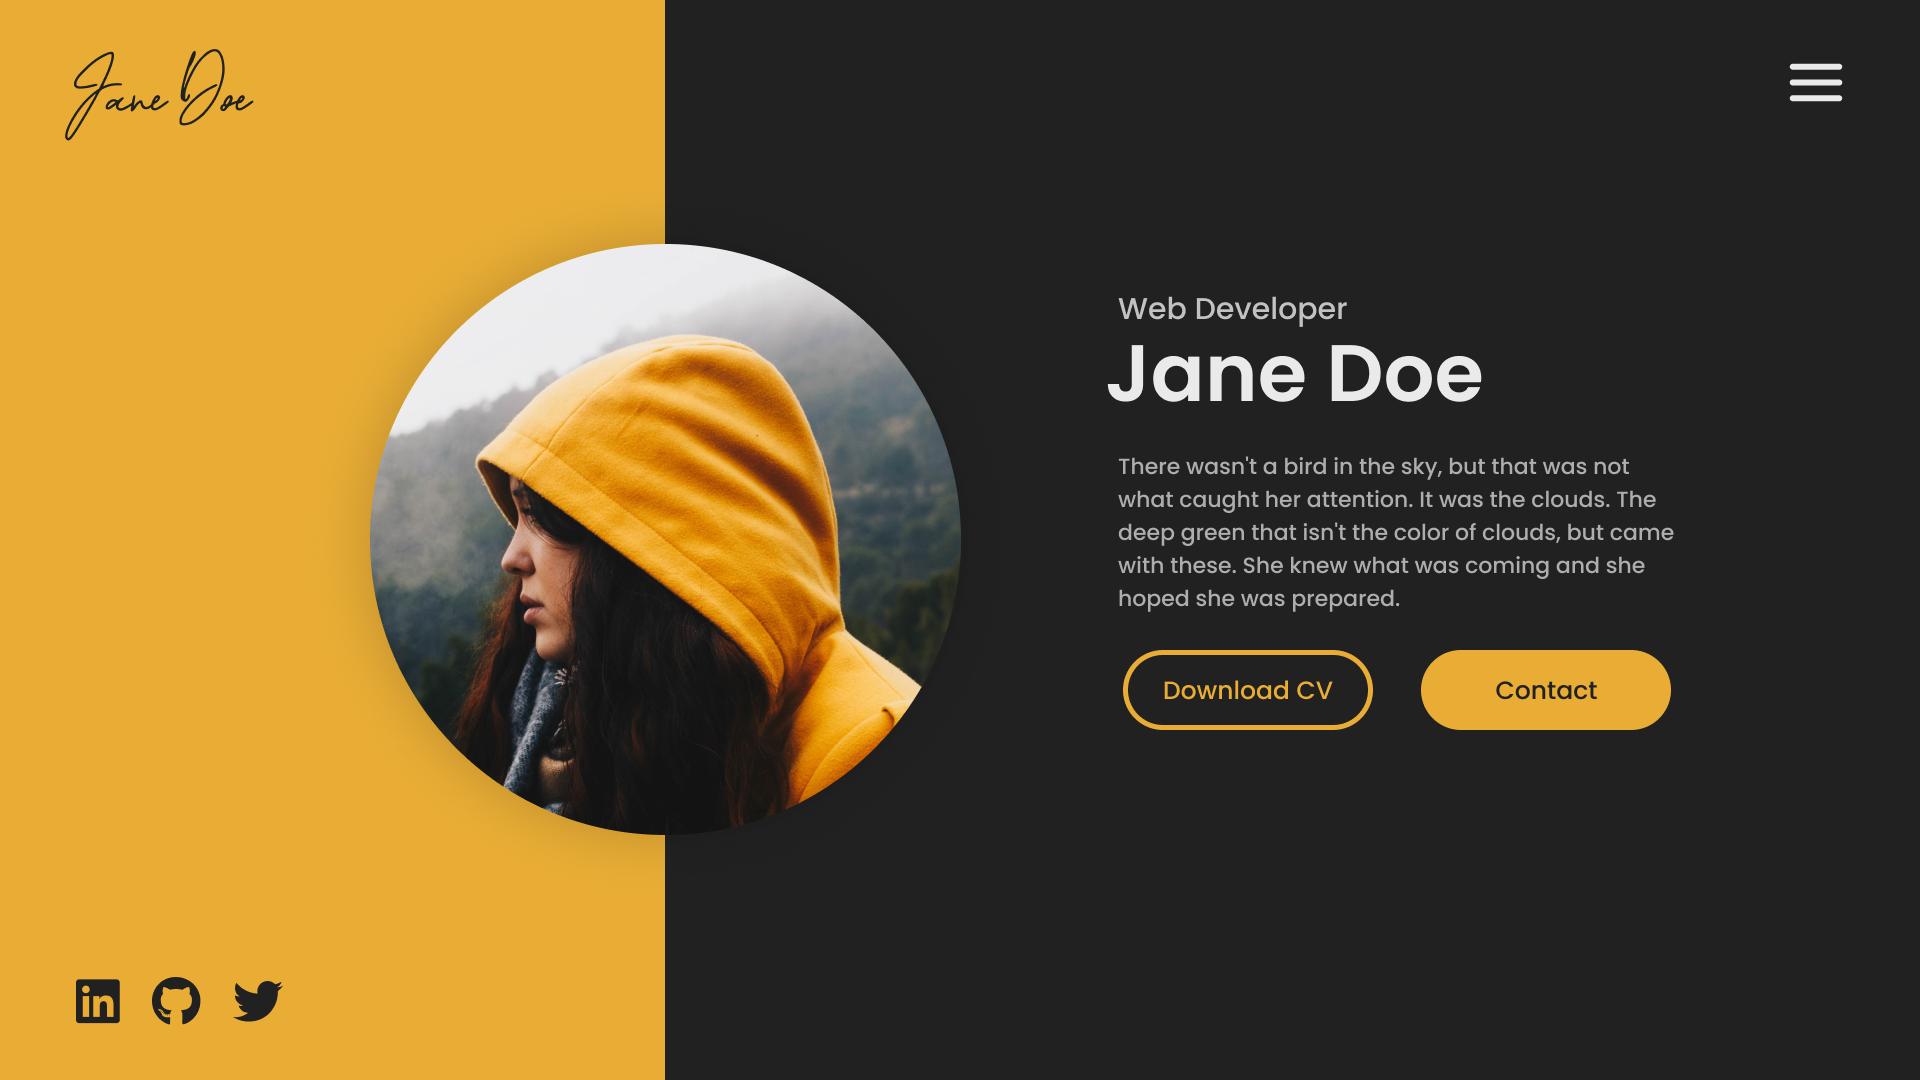 Jane Doe
Web Developer
Jane Doe
There wasn't a bird in the sky, but that was not
what caught her attention. It was the clouds. The
deep green that isn't the color of clouds, but came
with these. She knew what was coming and she
hoped she was prepared.
Download CV
Contact
in